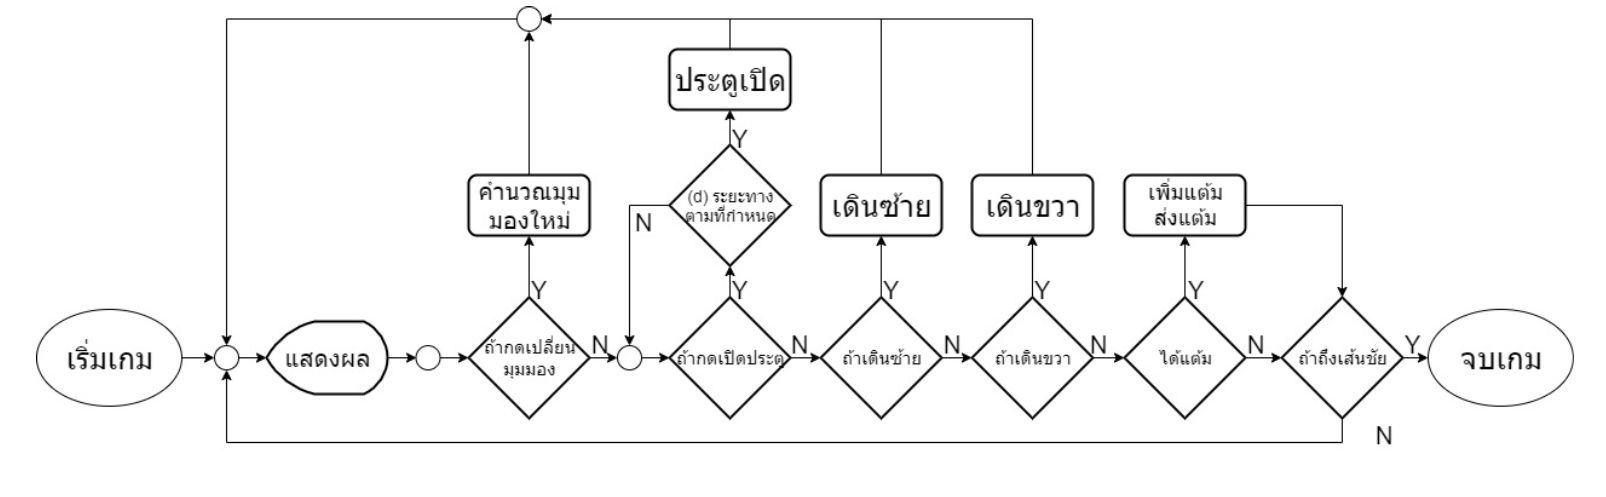 ประตูเปิด
Y
คำนวณมุม
มองใหม่
(d) ระยะทาง
ตามที่กำหนด
N
เดินซ้าย
เดินขวา
เพิ่มแต้ม
ส่งแต้ม
Y
Y
Y
Y
Y
เริ่มเกม
แสดงผล
ถ้ากดเปลี่ยน
มุมมอง
N
ถ้ากดเปิดประตู
N
ถ้าเดินซ้าย
N
ถ้าเดินขวา
N
ได้แต้ม
N
ถ้าถึงเส้นชัย
Y
จบเกม
N